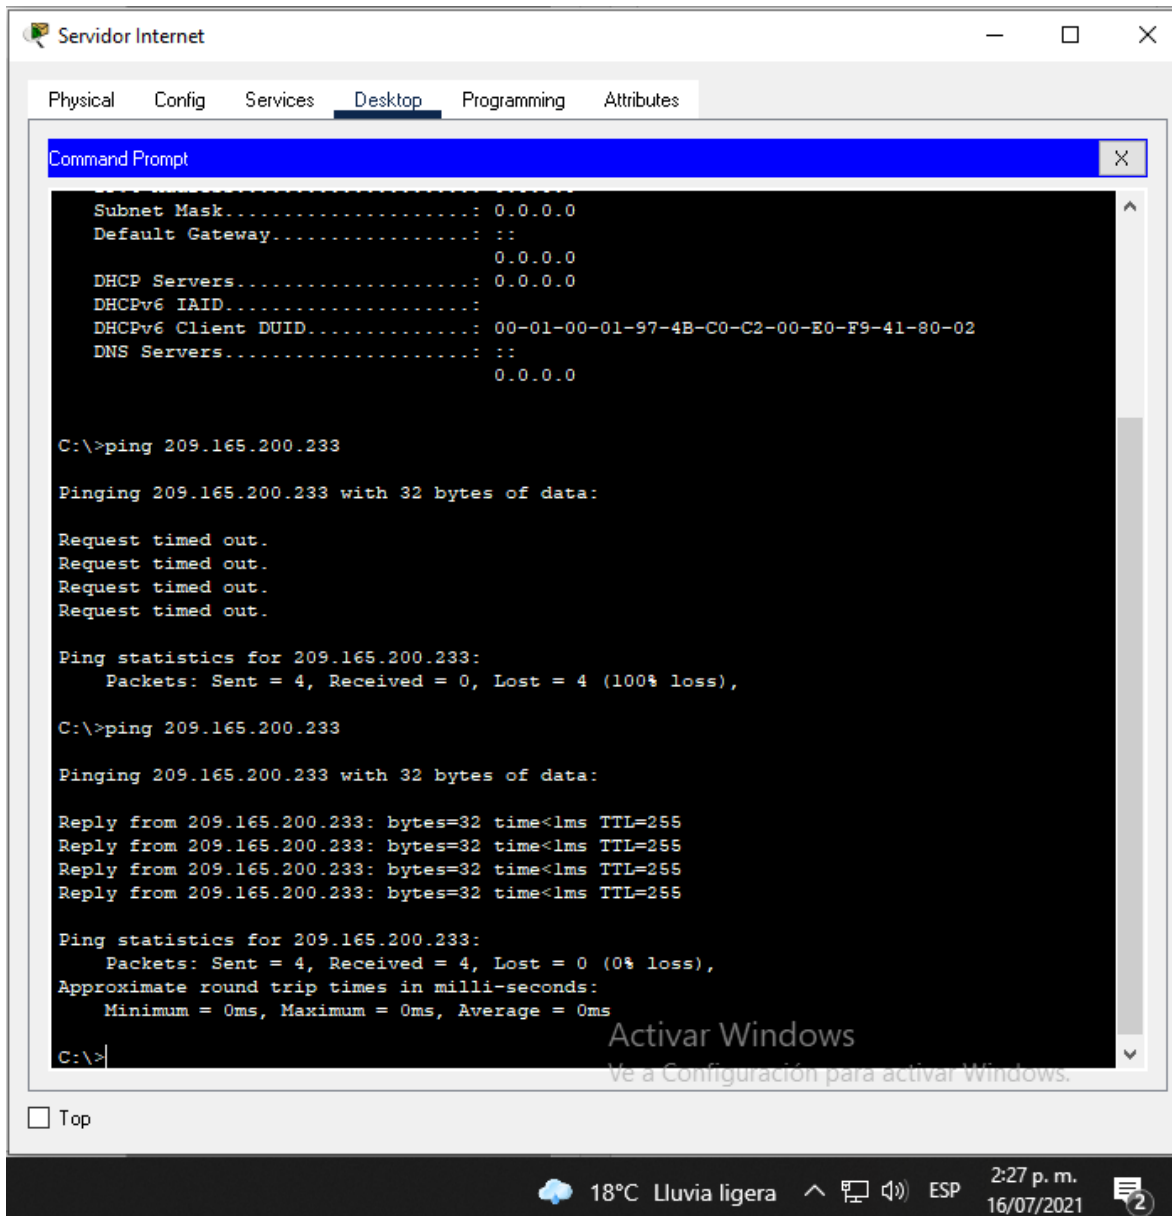 Servidor Internet
Physical Config Services Desktop Programming Attributes
Command Prompt X
Subnet Mask.....................: 0.0.0.0
Default Gateway.................: ::
0.0.0.0
DHCP Servers....................: 0.0.0.0
DHCPv6 IAID.....................:
DHCPv6 Client DUID..............: 00-01-00-01-97-4B-C0-C2-00-E0-F9-41-80-02
DNS Servers.....................: ::
0.0.0.0
C:\>ping 209.165.200.233
Pinging 209.165.200.233 with 32 bytes of data:
Request timed out.
Request timed out.
Request timed out.
Request timed out.
Ping statistics for 209.165.200.233:
Packets: Sent = 4, Received = 0, Lost = 4 (100% loss),
C:\>ping 209.165.200.233
Pinging 209.165.200.233 with 32 bytes of data:
Reply from 209.165.200.233: bytes=32 time<1ms TTL=255
Reply from 209.165.200.233: bytes=32 time<1ms TTL=255
Reply from 209.165.200.233: bytes=32 time<1ms TTL=255
Reply from 209.165.200.233: bytes=32 time<1ms TTL=255
Ping statistics for 209.165.200.233:
Packets: Sent = 4, Received = 4, Lost = 0 (0% loss),
Approximate round trip times in milli-seconds:
Minimum = 0ms, Maximum = 0ms, Average = 0ms
Activar Windows
C:\>
Ve a Configuración para activar Windows.
Top
18°C Lluvia ligera ESP 2:27 p. m.
16/07/2021
2